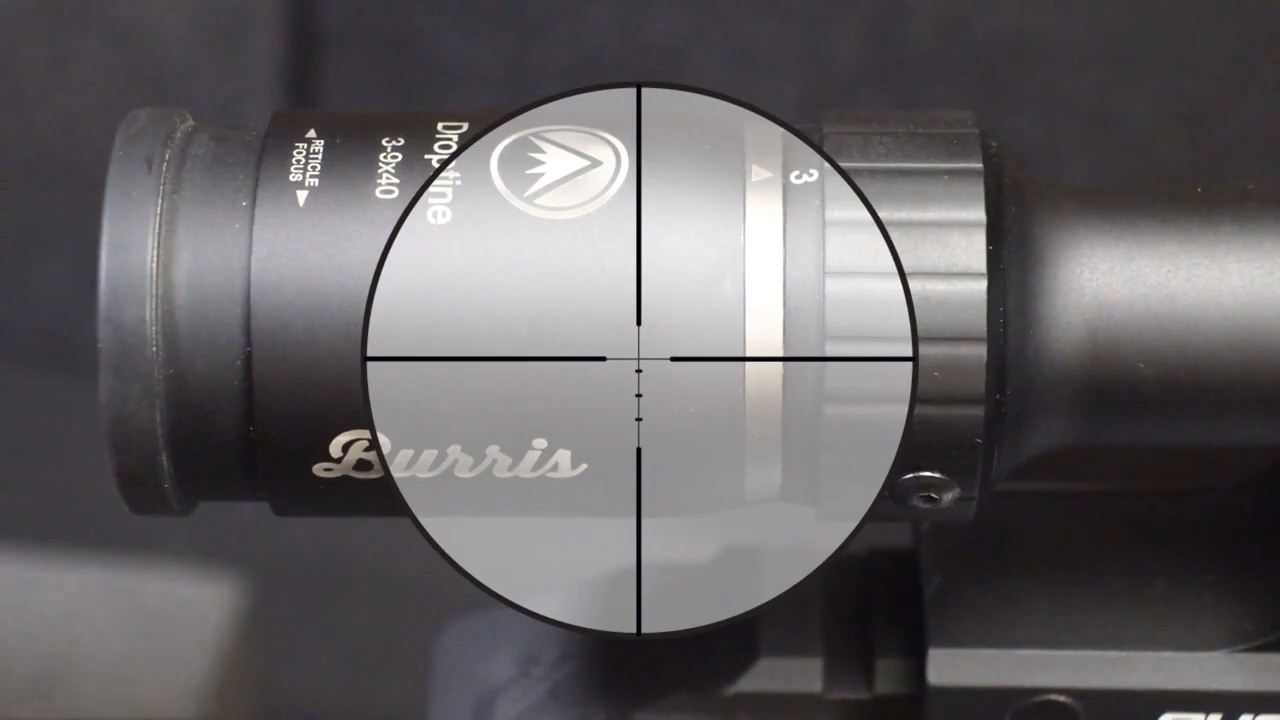 Droptine
3-9x40
◄RETICLE
FOCUS ►
3
Burris